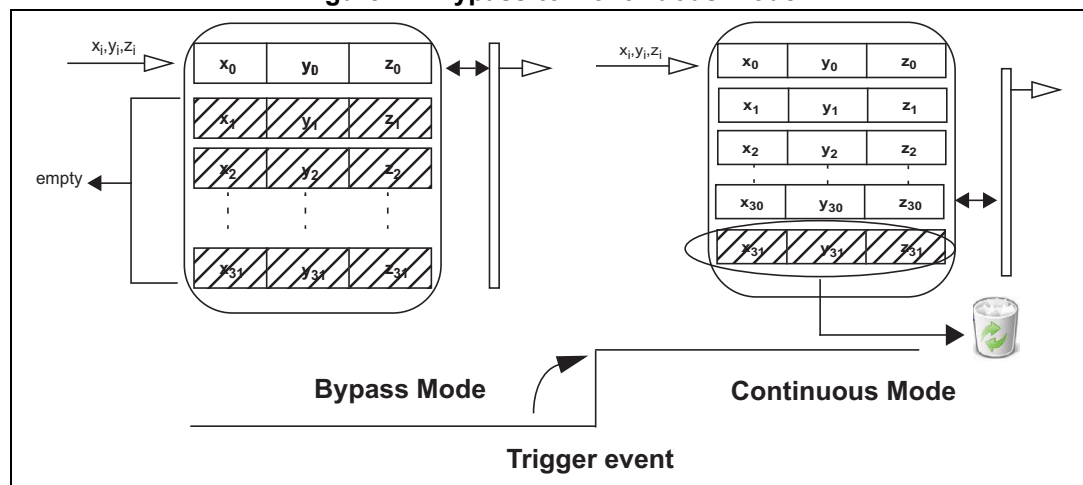 xi,yi,zi
x0 y0 z0
x1 y1 z1
x2 y2 z2
x31 y31 z31
empty
xi,yi,zi
x0 y0 z0
x1 y1 z1
x2 y2 z2
x30 y30 z30
x31 y31 z31
Bypass Mode
Continuous Mode
Trigger event